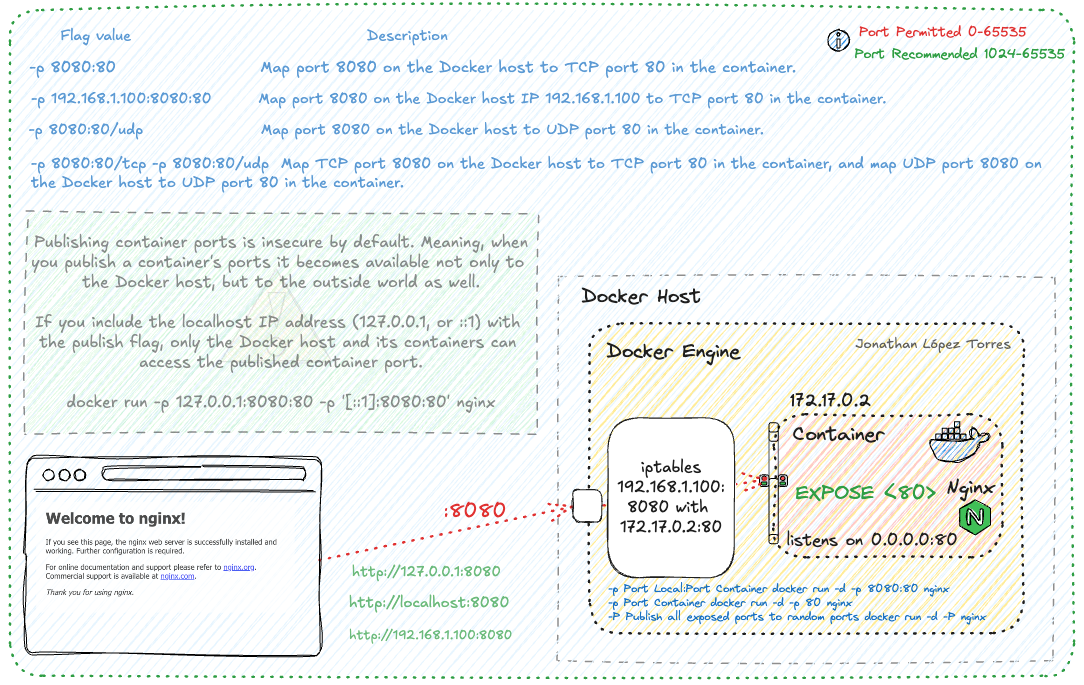 Flag value Description
Port Permitted 0-65535
Port Recommended 1024-65535
-p 8080:80 Map port 8080 on the Docker host to TCP port 80 in the container.
-p 192.168.1.100:8080:80 Map port 8080 on the Docker host IP 192.168.1.100 to TCP port 80 in the container.
-p 8080:80/udp Map port 8080 on the Docker host to UDP port 80 in the container.
-p 8080:80/tcp -p 8080:80/udp Map TCP port 8080 on the Docker host to TCP port 80 in the container, and map UDP port 8080 on
the Docker host to UDP port 80 in the container.
Publishing container ports is insecure by default. Meaning, when
you publish a container's ports it becomes available not only to
the Docker host, but to the outside world as well.
If you include the localhost IP address (127.0.0.1, or ::1) with
the publish flag, only the Docker host and its containers can
access the published container port.
docker run -p 127.0.0.1:8080:80 -p '[::1]:8080:80' nginx
Welcome to nginx!
If you see this page, the nginx web server is successfully installed and
working. Further configuration is required.
For online documentation and support please refer to nginx.org.
Commercial support is available at nginx.com.
Thank you for using nginx.
:8080
http://127.0.0.1:8080
http://localhost:8080
http://192.168.1.100:8080
Docker Host
Docker Engine
Jonathan López Torres
172.17.0.2
iptables
192.168.1.100:
8080 with
172.17.0.2:80
Container
EXPOSE <80>
Nginx
N
listens on 0.0.0.0:80
-p Port Local:Port Container docker run -d -p 8080:80 nginx
-p Port Container docker run -d -p 80 nginx
-P Publish all exposed ports to random ports docker run -d -P nginx